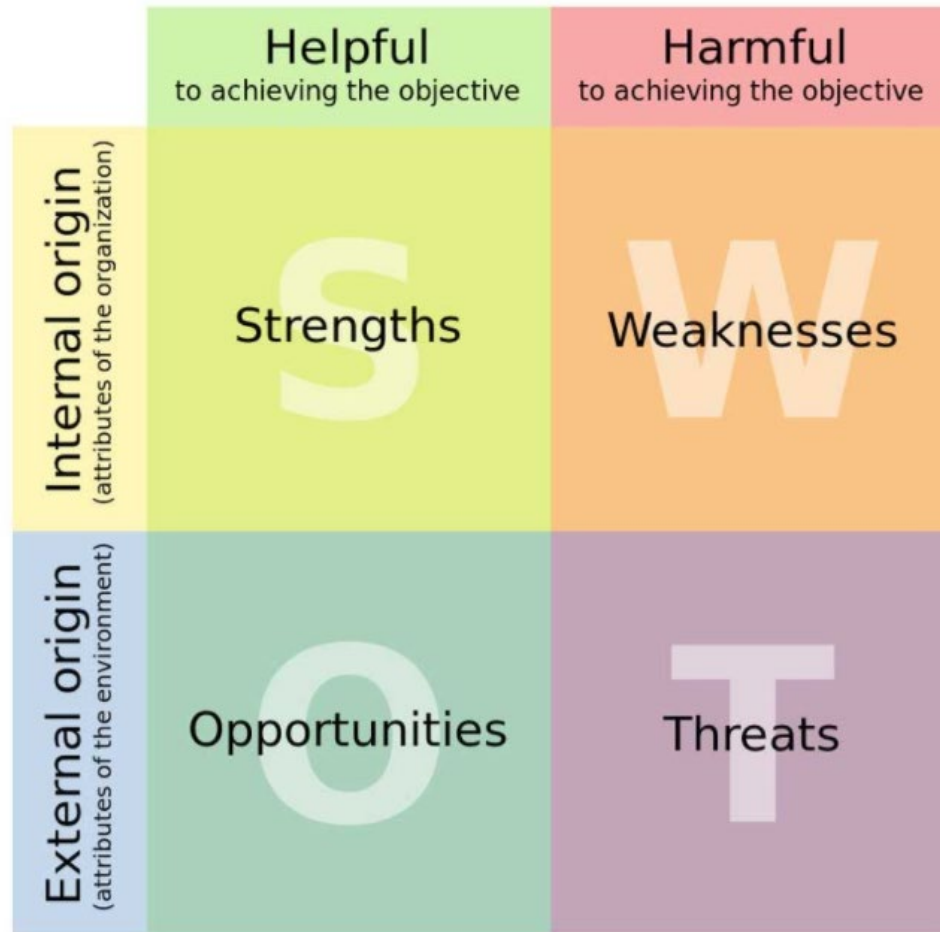 Helpful
to achieving the objective
Harmful
to achieving the objective
Internal origin
(attributes of the organization)
S
Strengths
W
Weaknesses
External origin
(attributes of the environment)
O
Opportunities
T
Threats